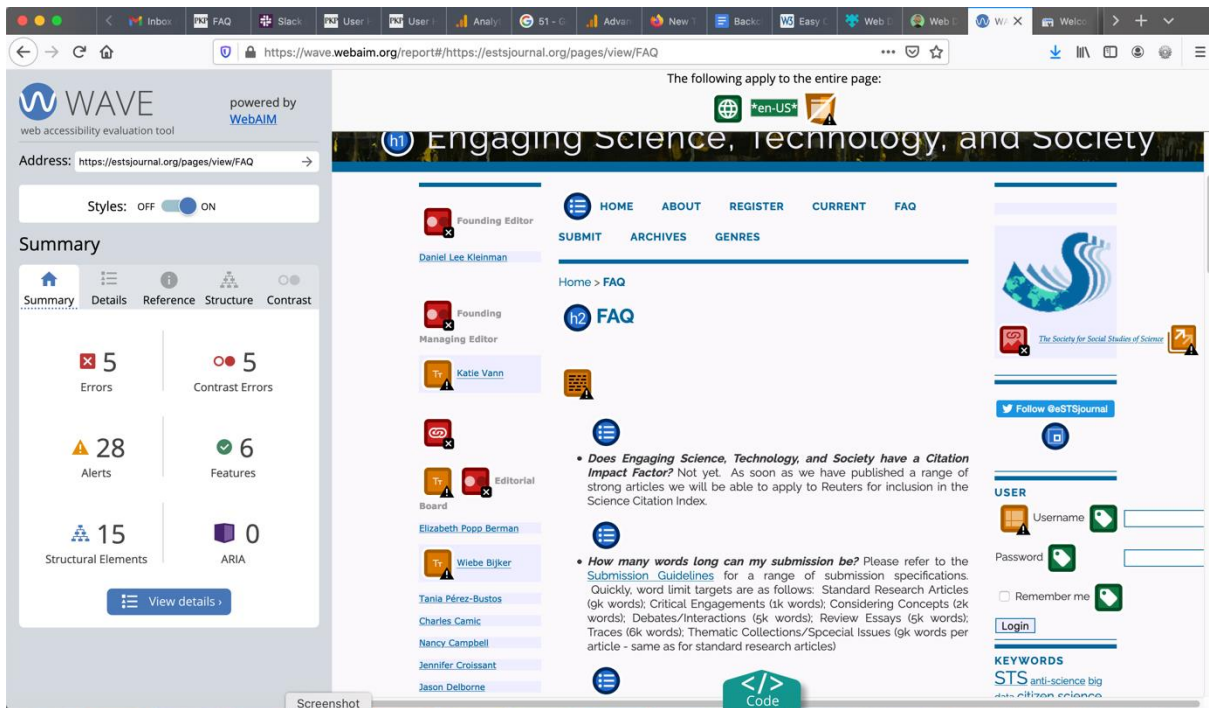 Inbox
FAQ
Slack
User
User
Analyt
51 - G
Advan
New T
Backc
Easy
Web D
Web D
WA
Welco
https://wave.webaim.org/report#/https://estsjournal.org/pages/view/FAQ
WAVE
web accessibility evaluation tool
powered by
WebAIM
Address: https://estsjournal.org/pages/view/FAQ
Styles: OFF ON
Summary
Summary Details Reference Structure Contrast
5
Errors
5
Contrast Errors
28
Alerts
6
Features
15
Structural Elements
0
ARIA
View details ›
The following apply to the entire page:
*en-US*
h1 Engaging Science, Technology, and Society
Founding Editor
Daniel Lee Kleinman
Founding
Managing Editor
Katie Vann
Editorial
Board
Elizabeth Popp Berman
Wiebe Bijker
Tania Pérez-Bustos
Charles Camic
Nancy Campbell
Jennifer Croissant
Jason Delborne
HOME ABOUT REGISTER CURRENT FAQ
SUBMIT ARCHIVES GENRES
Home > FAQ
h2 FAQ
• Does Engaging Science, Technology, and Society have a Citation
Impact Factor? Not yet. As soon as we have published a range of
strong articles we will be able to apply to Reuters for inclusion in the
Science Citation Index.
• How many words long can my submission be? Please refer to the
Submission Guidelines for a range of submission specifications.
Quickly, word limit targets are as follows: Standard Research Articles
(9k words); Critical Engagements (1k words); Considering Concepts (2k
words); Debates/Interactions (5k words); Review Essays (5k words);
Traces (6k words); Thematic Collections/Spcecial Issues (9k words per
article - same as for standard research articles)
The Society for Social Studies of Science
Follow @eSTSjournal
USER
Username
Password
Remember me
Login
KEYWORDS
STS anti-science big
data citizen science
</>
Code
Screenshot